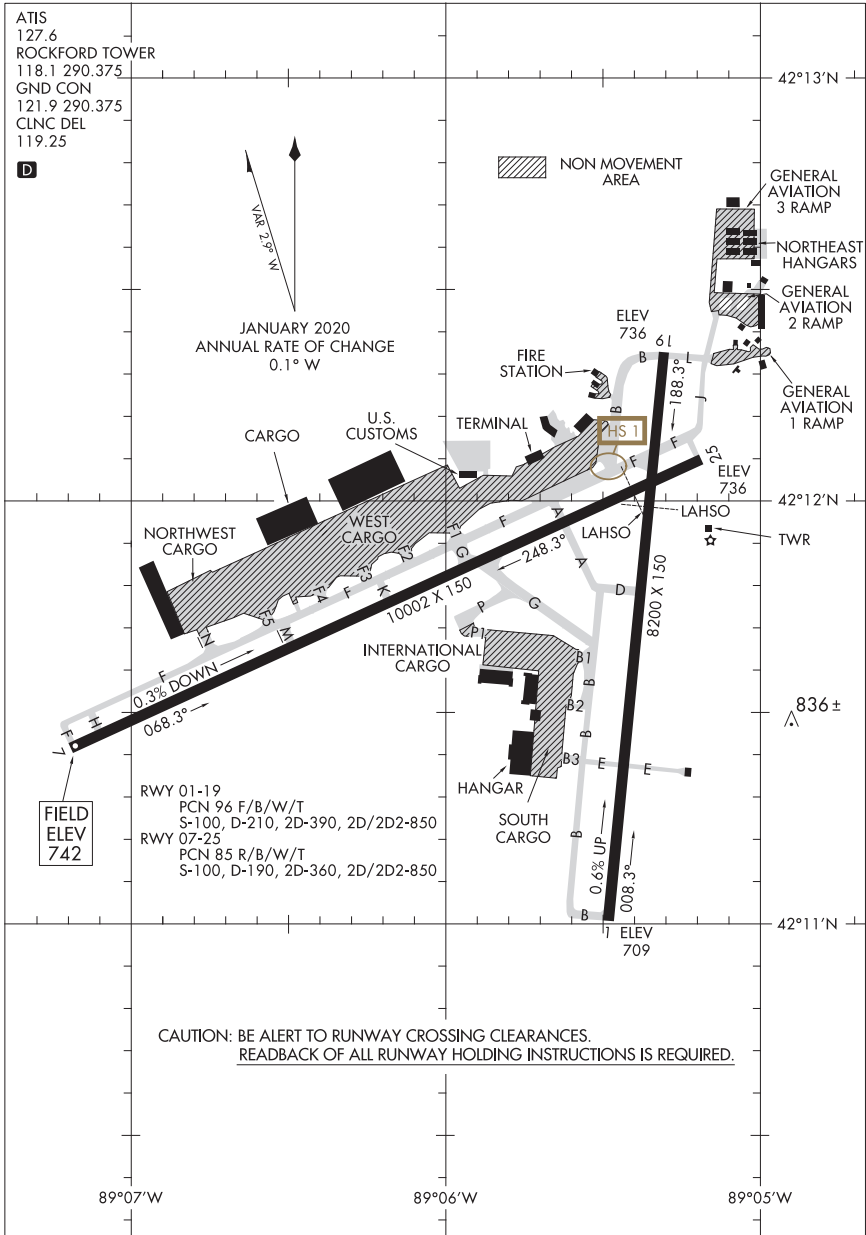 ATIS
127.6
ROCKFORD TOWER
118.1 290.375
GND CON
121.9 290.375
CLNC DEL
119.25
D
42°13'N
VAR 2.9° W
JANUARY 2020
ANNUAL RATE OF CHANGE
0.1° W
NON MOVEMENT
AREA
GENERAL
AVIATION
3 RAMP
NORTHEAST
HANGARS
GENERAL
AVIATION
2 RAMP
GENERAL
AVIATION
1 RAMP
ELEV
736
19
B
L
J
188.3°
FIRE
STATION
B
HS 1
F
F
25
ELEV
736
TERMINAL
U.S.
CUSTOMS
CARGO
WEST
CARGO
NORTHWEST
CARGO
42°12'N
LAHSO
LAHSO
TWR
F1
F
A
A
D
G
G
F2
F3
F4
F5
F
K
M
N
F
F
H
P
P1
248.3°
10002 X 150
8200 X 150
INTERNATIONAL
CARGO
B1
B
B2
B
B3
E
E
836 ±
0.3% DOWN
068.3°
7
FIELD
ELEV
742
HANGAR
SOUTH
CARGO
B
0.6% UP
008.3°
B
1
ELEV
709
42°11'N
RWY 01-19
PCN 96 F/B/W/T
S-100, D-210, 2D-390, 2D/2D2-850
RWY 07-25
PCN 85 R/B/W/T
S-100, D-190, 2D-360, 2D/2D2-850
CAUTION: BE ALERT TO RUNWAY CROSSING CLEARANCES.
READBACK OF ALL RUNWAY HOLDING INSTRUCTIONS IS REQUIRED.
89°07'W
89°06'W
89°05'W